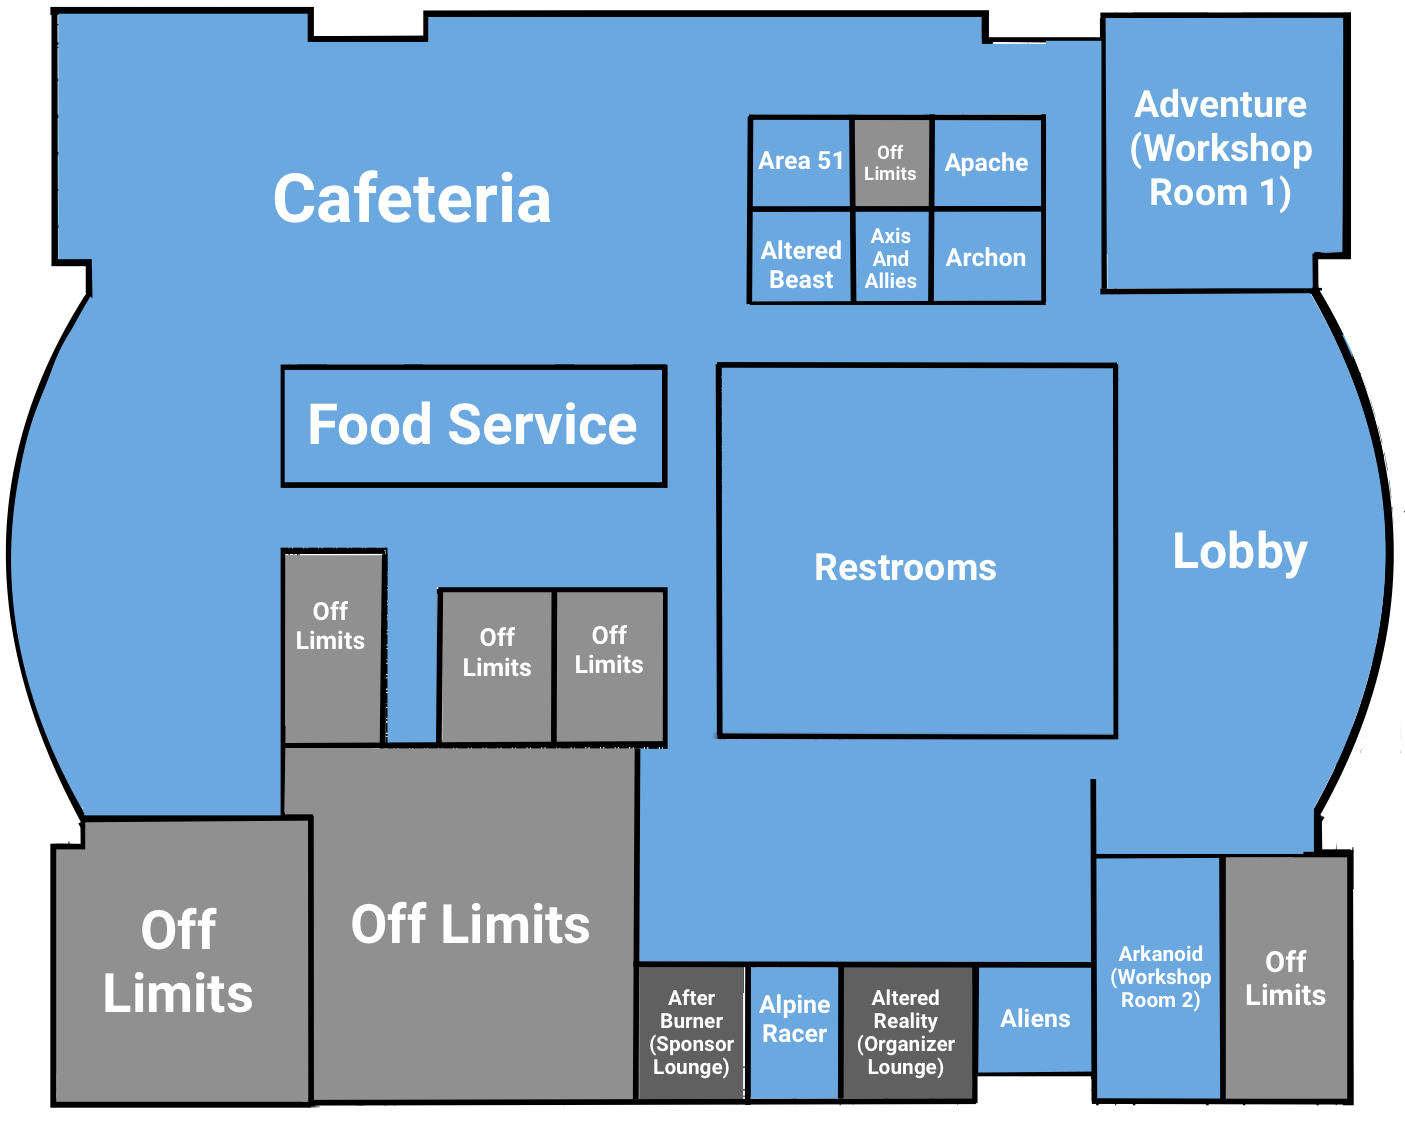 Adventure
(Workshop
Room 1)
Cafeteria
Area 51
Off
Limits
Apache
Altered
Beast
Axis
And
Allies
Archon
Food Service
Restrooms
Lobby
Off
Limits
Off
Limits
Off
Limits
Off
Limits
Off Limits
After
Burner
(Sponsor
Lounge)
Alpine
Racer
Altered
Reality
(Organizer
Lounge)
Aliens
Arkanoid
(Workshop
Room 2)
Off
Limits